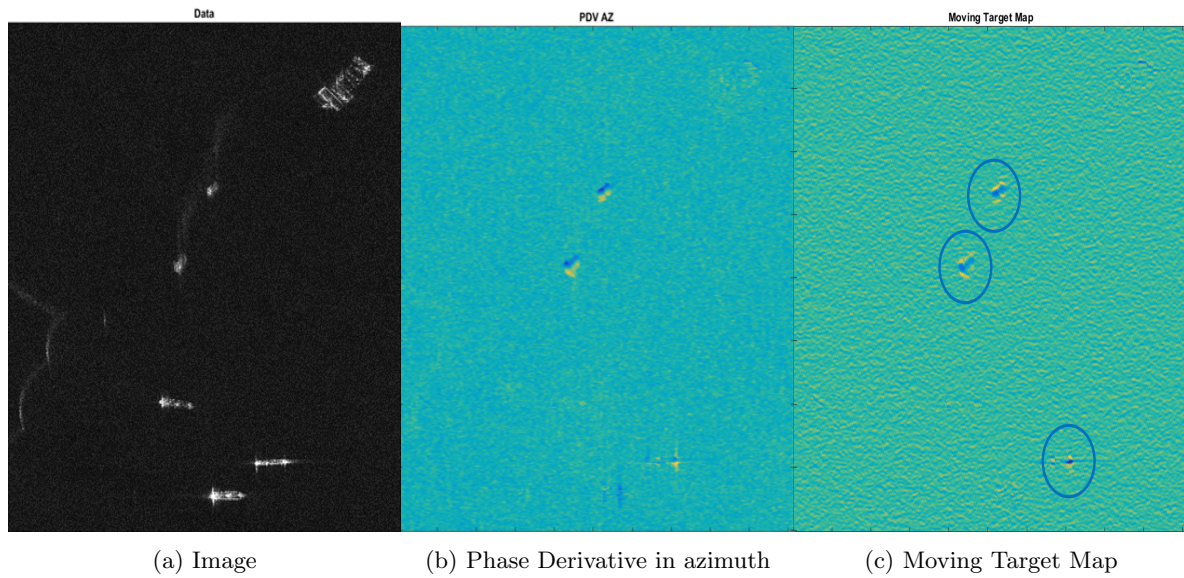 Data
PDV AZ
Moving Target Map
(a) Image
(b) Phase Derivative in azimuth
(c) Moving Target Map